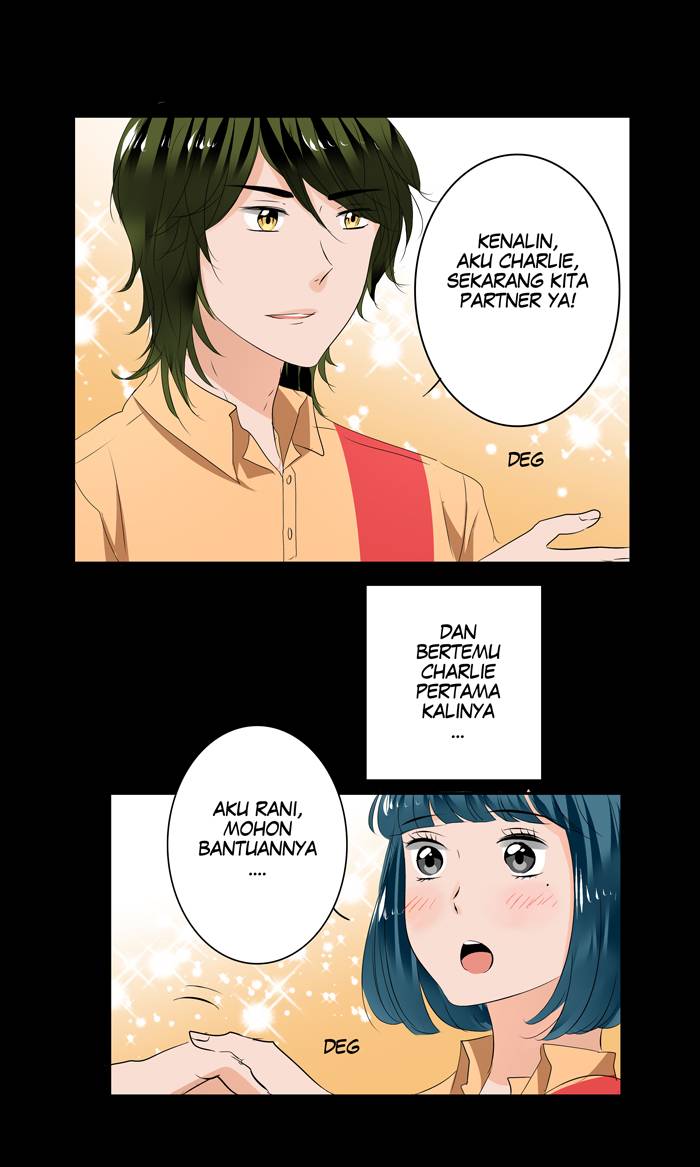 KENALIN,
AKU CHARLIE,
SEKARANG KITA
PARTNER YA!
DEG
DAN
BERTEMU
CHARLIE
PERTAMA
KALINYA
...
AKU RANI,
MOHON
BANTUANNYA
....
DEG